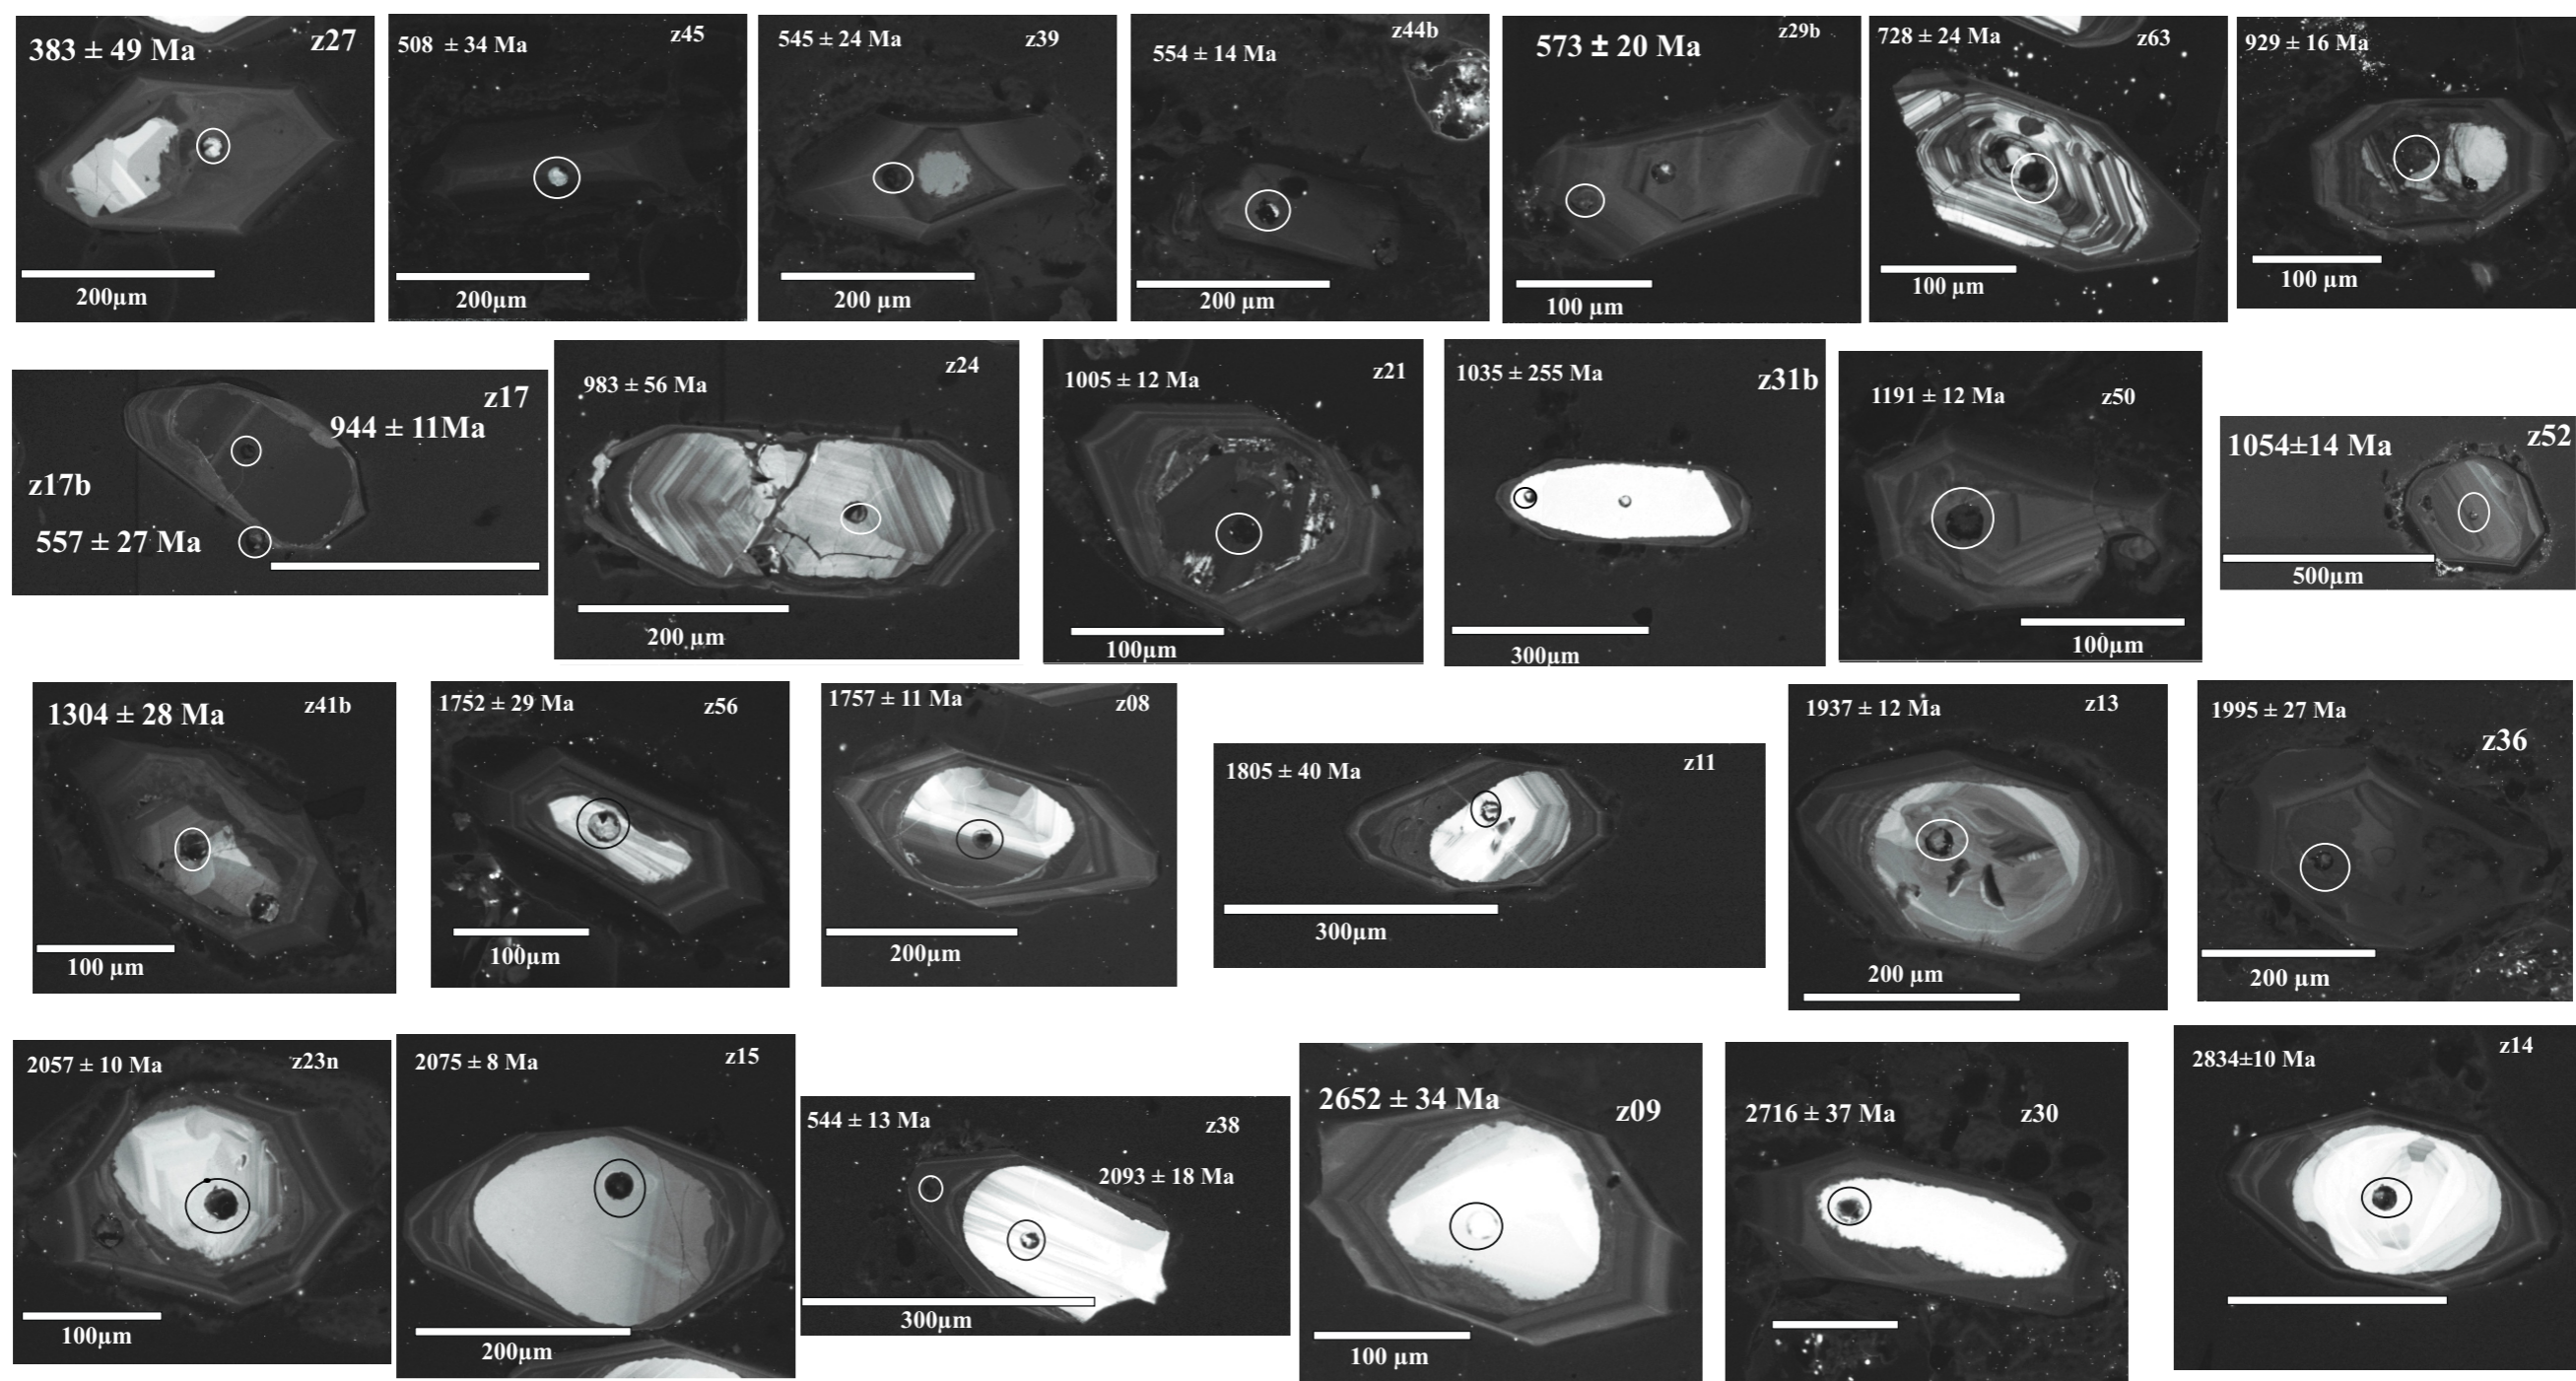 383 ± 49 Ma z27
200µm
508 ± 34 Ma z45
200µm
545 ± 24 Ma z39
200 µm
554 ± 14 Ma z44b
200 µm
573 ± 20 Ma z29b
100 µm
728 ± 24 Ma z63
100 µm
929 ± 16 Ma
100 µm
z17
944 ± 11Ma
z17b
557 ± 27 Ma
983 ± 56 Ma z24
200 µm
1005 ± 12 Ma z21
100µm
1035 ± 255 Ma z31b
300µm
1191 ± 12 Ma z50
100µm
1054±14 Ma z52
500µm
1304 ± 28 Ma z41b
100 µm
1752 ± 29 Ma z56
100µm
1757 ± 11 Ma z08
200µm
1805 ± 40 Ma z11
300µm
1937 ± 12 Ma z13
200 µm
1995 ± 27 Ma z36
200 µm
2057 ± 10 Ma z23n
100µm
2075 ± 8 Ma z15
200µm
544 ± 13 Ma z38
2093 ± 18 Ma
300µm
2652 ± 34 Ma z09
100 µm
2716 ± 37 Ma z30
2834±10 Ma z14